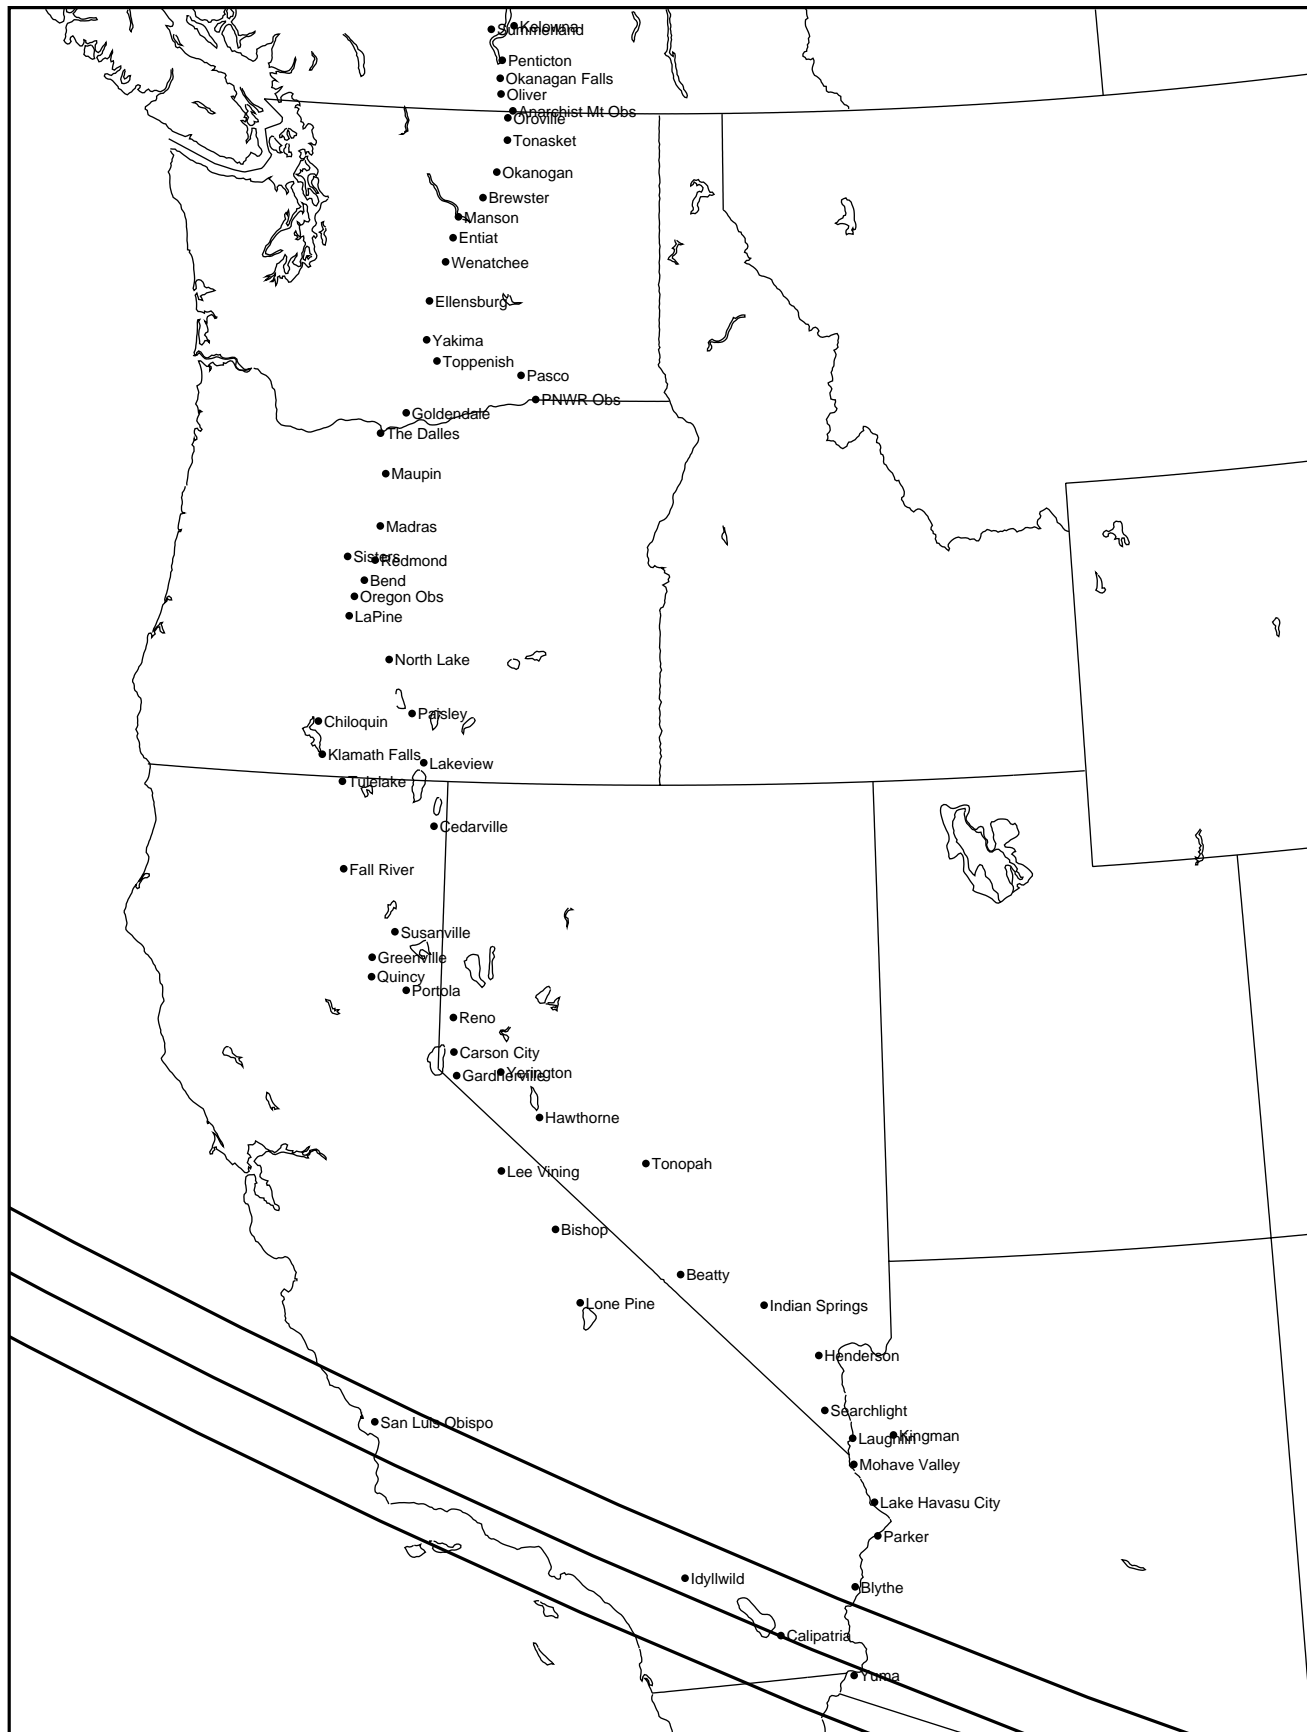 Kelowna
Summerland
Penticton
Okanagan Falls
Oliver
Anarchist Mt Obs
Oroville
Tonasket
Okanogan
Brewster
Manson
Entiat
Wenatchee
Ellensburg
Yakima
Toppenish
Pasco
PNWR Obs
Goldendale
The Dalles
Maupin
Madras
Sisters
Redmond
Bend
Oregon Obs
LaPine
North Lake
Paisley
Chiloquin
Klamath Falls
Lakeview
Tulelake
Cedarville
Fall River
Susanville
Greenville
Quincy
Portola
Reno
Carson City
Yerington
Gardnerville
Hawthorne
Tonopah
Lee Vining
Bishop
Beatty
Lone Pine
Indian Springs
Henderson
Searchlight
San Luis Obispo
Kingman
Laughlin
Mohave Valley
Lake Havasu City
Parker
Idyllwild
Blythe
Calipatria
Yuma